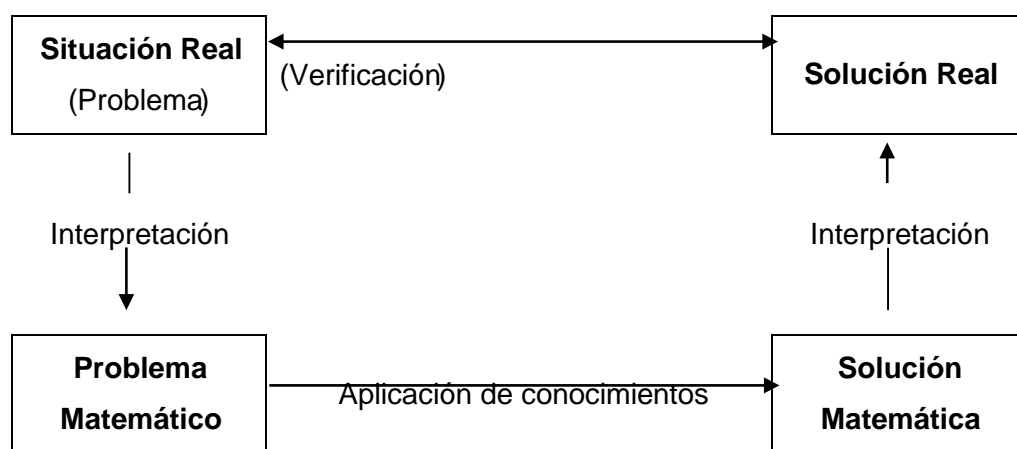 Situación Real
(Problema)
(Verificación)
Solución Real
Interpretación
Interpretación
Problema
Matemático
Aplicación de conocimientos
Solución
Matemática